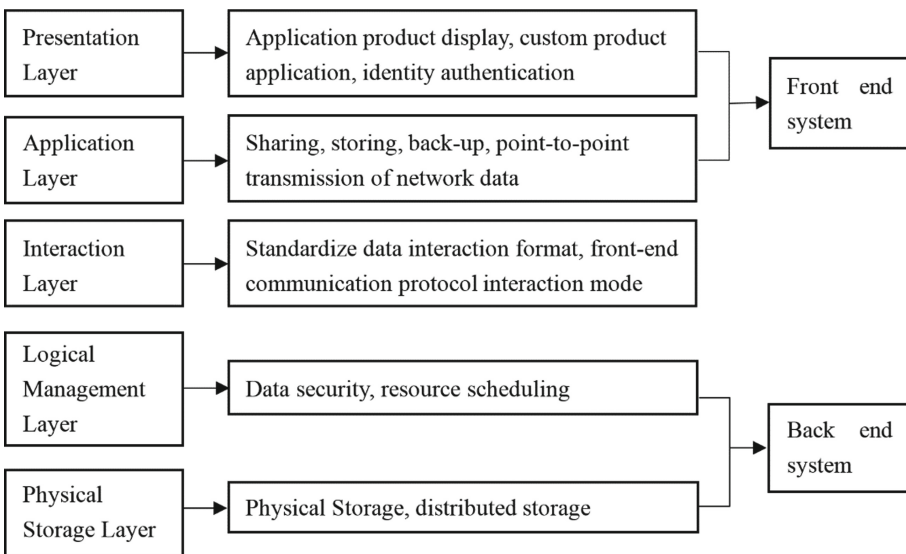 Presentation
Layer
Application product display, custom product
application, identity authentication
Front end
system
Application
Layer
Sharing, storing, back-up, point-to-point
transmission of network data
Interaction
Layer
Standardize data interaction format, front-end
communication protocol interaction mode
Logical
Management
Layer
Data security, resource scheduling
Back end
system
Physical
Storage Layer
Physical Storage, distributed storage